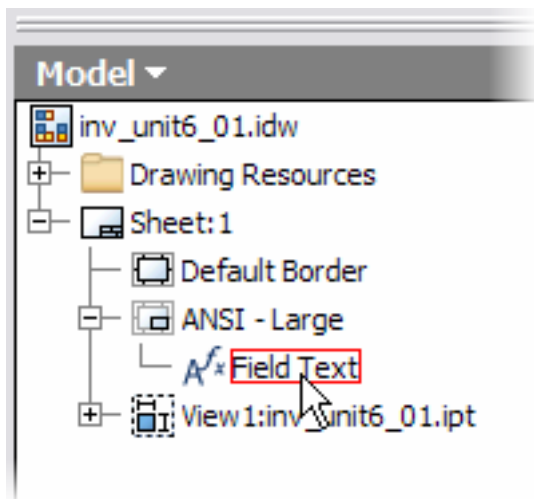 Model
inv_unit6_01.idw
Drawing Resources
Sheet:1
Default Border
ANSI - Large
Field Text
View1:inv_unit6_01.ipt